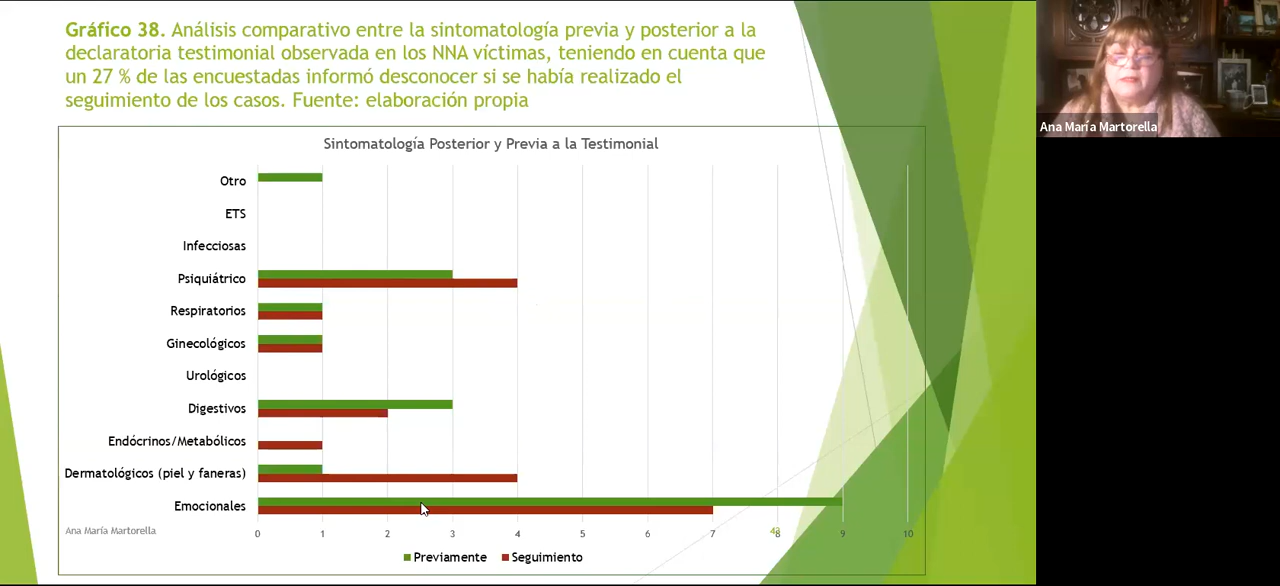 Gráfico 38. Análisis comparativo entre la sintomatología previa y posterior a la
declaratoria testimonial observada en los NNA víctimas, teniendo en cuenta que
un 27 % de las encuestadas informó desconocer si se había realizado el
seguimiento de los casos. Fuente: elaboración propia
Ana María Martorella
Sintomatología Posterior y Previa a la Testimonial
Otro
ETS
Infecciosas
Psiquiátrico
Respiratorios
Ginecológicos
Urológicos
Digestivos
Endócrinos/Metabólicos
Dermatológicos (piel y faneras)
Emocionales
Ana María Martorella
0 1 2 3 4 5 6 7 8 9 10
Previamente Seguimiento